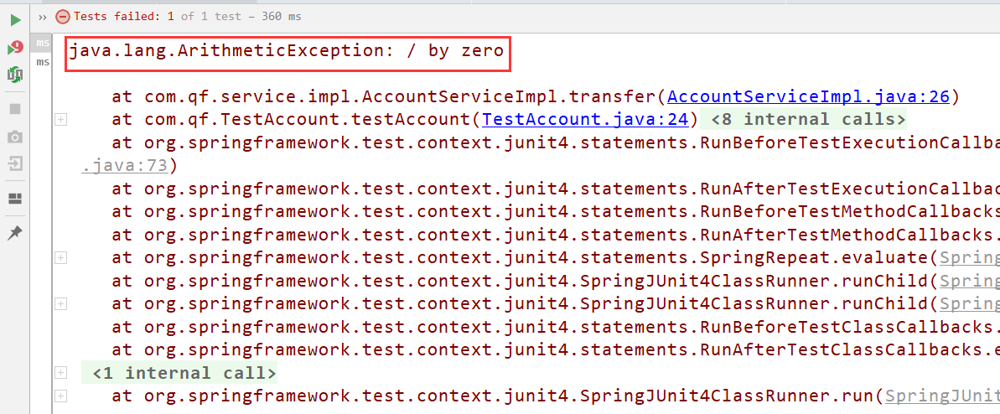 Tests failed: 1 of 1 test – 360 ms
ms
ms
java.lang.ArithmeticException: / by zero
at com.qf.service.impl.AccountServiceImpl.transfer(AccountServiceImpl.java:26)
at com.qf.TestAccount.testAccount(TestAccount.java:24) <8 internal calls>
at org.springframework.test.context.junit4.statements.RunBeforeTestExecutionCallba
.java:73)
at org.springframework.test.context.junit4.statements.RunAfterTestExecutionCallbac
at org.springframework.test.context.junit4.statements.RunBeforeTestMethodCallbacks
at org.springframework.test.context.junit4.statements.RunAfterTestMethodCallbacks.
at org.springframework.test.context.junit4.statements.SpringRepeat.evaluate(Spring
at org.springframework.test.context.junit4.SpringJUnit4ClassRunner.runChild(Spring
at org.springframework.test.context.junit4.SpringJUnit4ClassRunner.runChild(Spring
at org.springframework.test.context.junit4.statements.RunBeforeTestClassCallbacks.
at org.springframework.test.context.junit4.statements.RunAfterTestClassCallbacks.e
<1 internal call>
at org.springframework.test.context.junit4.SpringJUnit4ClassRunner.run(SpringJUnit